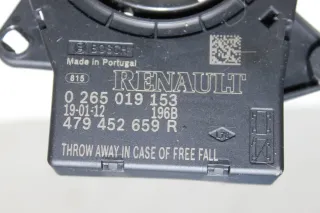 BOSCH
Made in Portugal
815
RENAULT
0 265 019 153
19-01-12 196B
479 452 659 R
THROW AWAY IN CASE OF FREE FALL